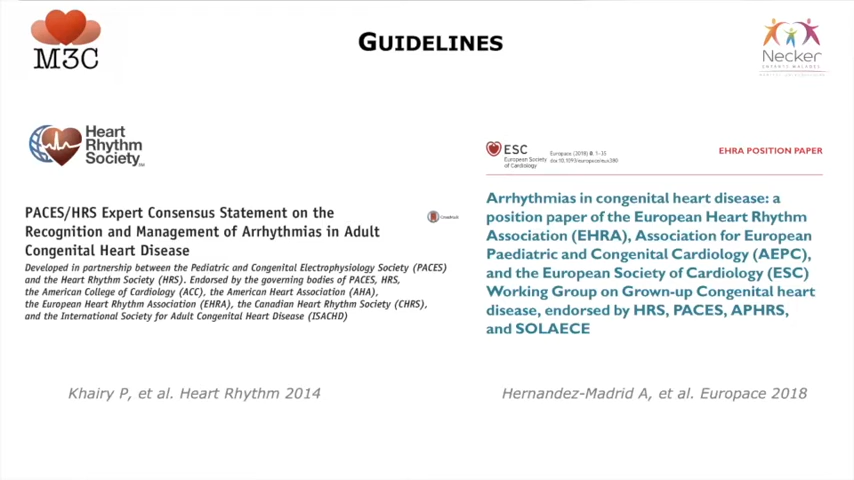 M3C
GUIDELINES
Necker
Heart
Rhythm
Society
ESC
European Society
of Cardiology
EHRA POSITION PAPER
PACES/HRS Expert Consensus Statement on the
Recognition and Management of Arrhythmias in Adult
Congenital Heart Disease
Developed in partnership between the Pediatric and Congenital Electrophysiology Society (PACES)
and the Heart Rhythm Society (HRS). Endorsed by the governing bodies of PACES, HRS,
the American College of Cardiology (ACC), the American Heart Association (AHA),
the European Heart Rhythm Association (EHRA), the Canadian Heart Rhythm Society (CHRS),
and the International Society for Adult Congenital Heart Disease (ISACHD)
Khairy P, et al. Heart Rhythm 2014
Arrhythmias in congenital heart disease: a
position paper of the European Heart Rhythm
Association (EHRA), Association for European
Paediatric and Congenital Cardiology (AEPC),
and the European Society of Cardiology (ESC)
Working Group on Grown-up Congenital heart
disease, endorsed by HRS, PACES, APHRS,
and SOLAECE
Hernandez-Madrid A, et al. Europace 2018